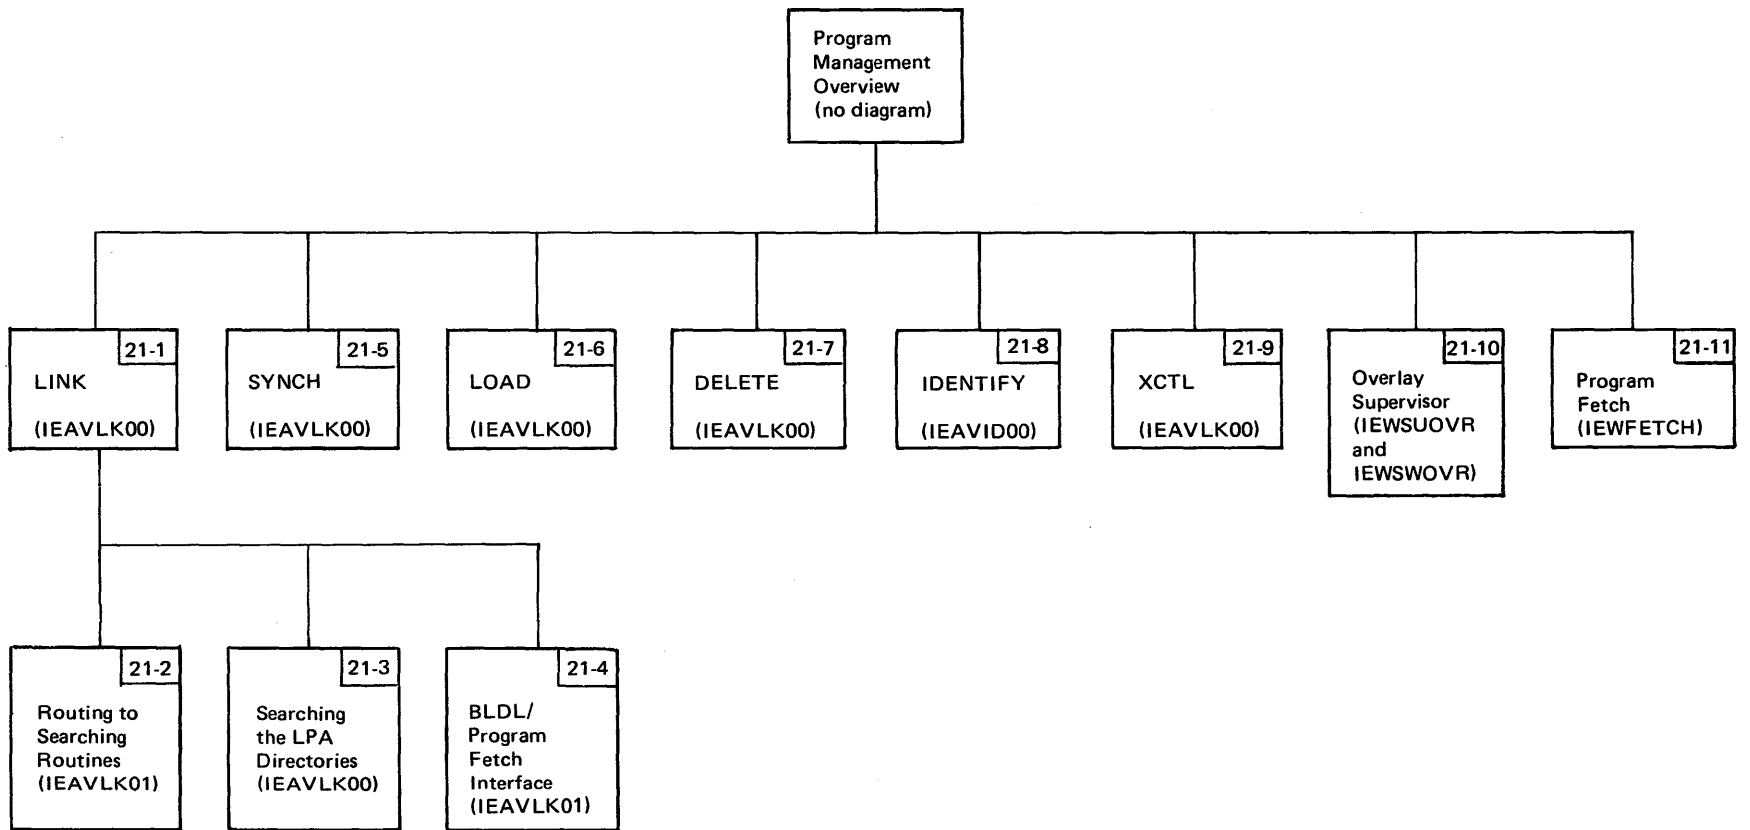 Program
Management
Overview
(no diagram)
21-1
LINK
(IEAVLK00)
21-5
SYNCH
(IEAVLK00)
21-6
LOAD
(IEAVLK00)
21-7
DELETE
(IEAVLK00)
21-8
IDENTIFY
(IEAVID00)
21-9
XCTL
(IEAVLK00)
21-10
Overlay
Supervisor
(IEWSUOVR
and
IEWSWOVR)
21-11
Program
Fetch
(IEWFETCH)
21-2
Routing to
Searching
Routines
(IEAVLK01)
21-3
Searching
the LPA
Directories
(IEAVLK00)
21-4
BLDL/
Program
Fetch
Interface
(IEAVLK01)